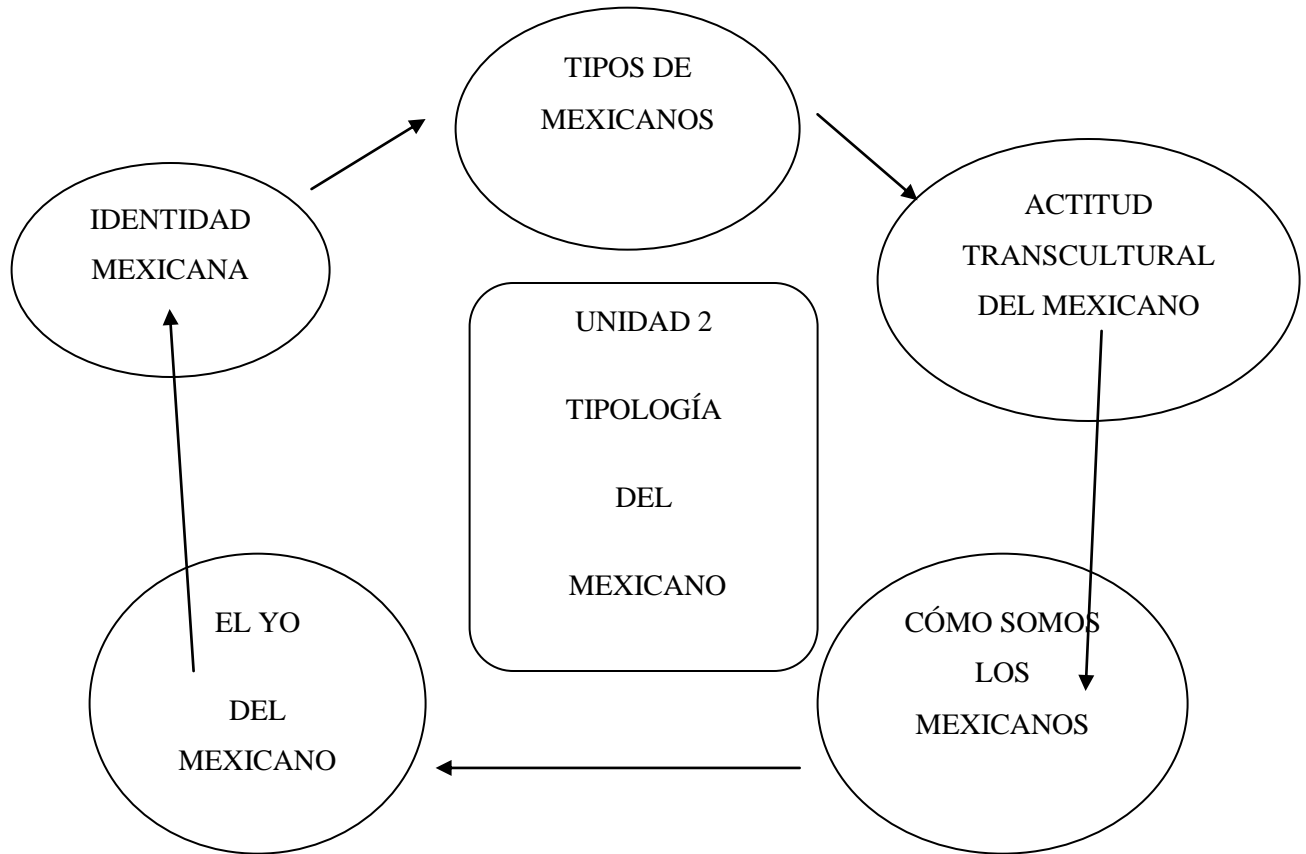 TIPOS DE
MEXICANOS
ACTITUD
TRANSCULTURAL
DEL MEXICANO
IDENTIDAD
MEXICANA
UNIDAD 2
TIPOLOGÍA
DEL
MEXICANO
CÓMO SOMOS
LOS
MEXICANOS
EL YO
DEL
MEXICANO